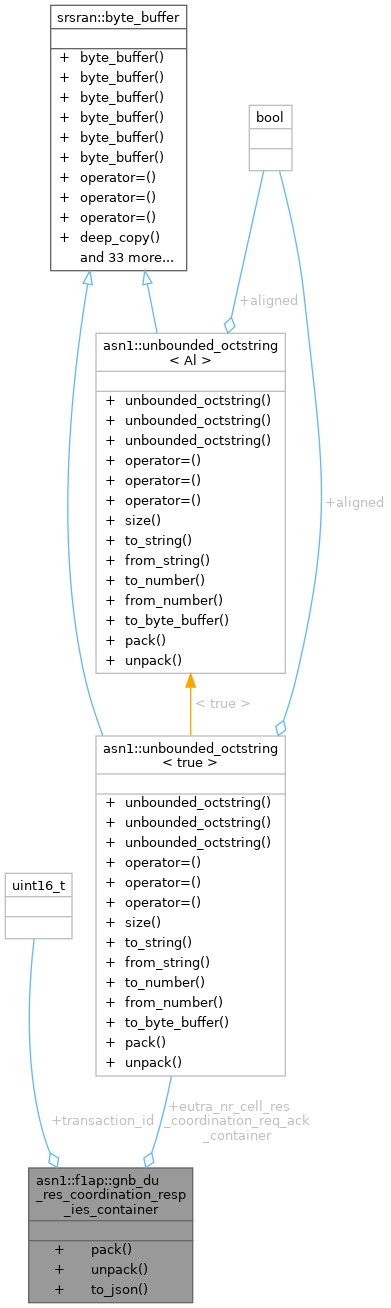 srsran::byte_buffer
+ byte_buffer()
+ byte_buffer()
+ byte_buffer()
+ byte_buffer()
+ byte_buffer()
+ byte_buffer()
+ operator=()
+ operator=()
+ operator=()
+ deep_copy()
and 33 more...
bool
+aligned
asn1::unbounded_octstring
< Al >
+ unbounded_octstring()
+ unbounded_octstring()
+ unbounded_octstring()
+ operator=()
+ operator=()
+ operator=()
+ size()
+ to_string()
+ from_string()
+ to_number()
+ from_number()
+ to_byte_buffer()
+ pack()
+ unpack()
+aligned
< true >
asn1::unbounded_octstring
< true >
+ unbounded_octstring()
+ unbounded_octstring()
+ unbounded_octstring()
+ operator=()
+ operator=()
+ operator=()
+ size()
+ to_string()
+ from_string()
+ to_number()
+ from_number()
+ to_byte_buffer()
+ pack()
+ unpack()
uint16_t
+transaction_id
+eutra_nr_cell_res
_coordination_req_ack
_container
asn1::f1ap::gnb_du
_res_coordination_resp
_ies_container
+ pack()
+ unpack()
+ to_json()